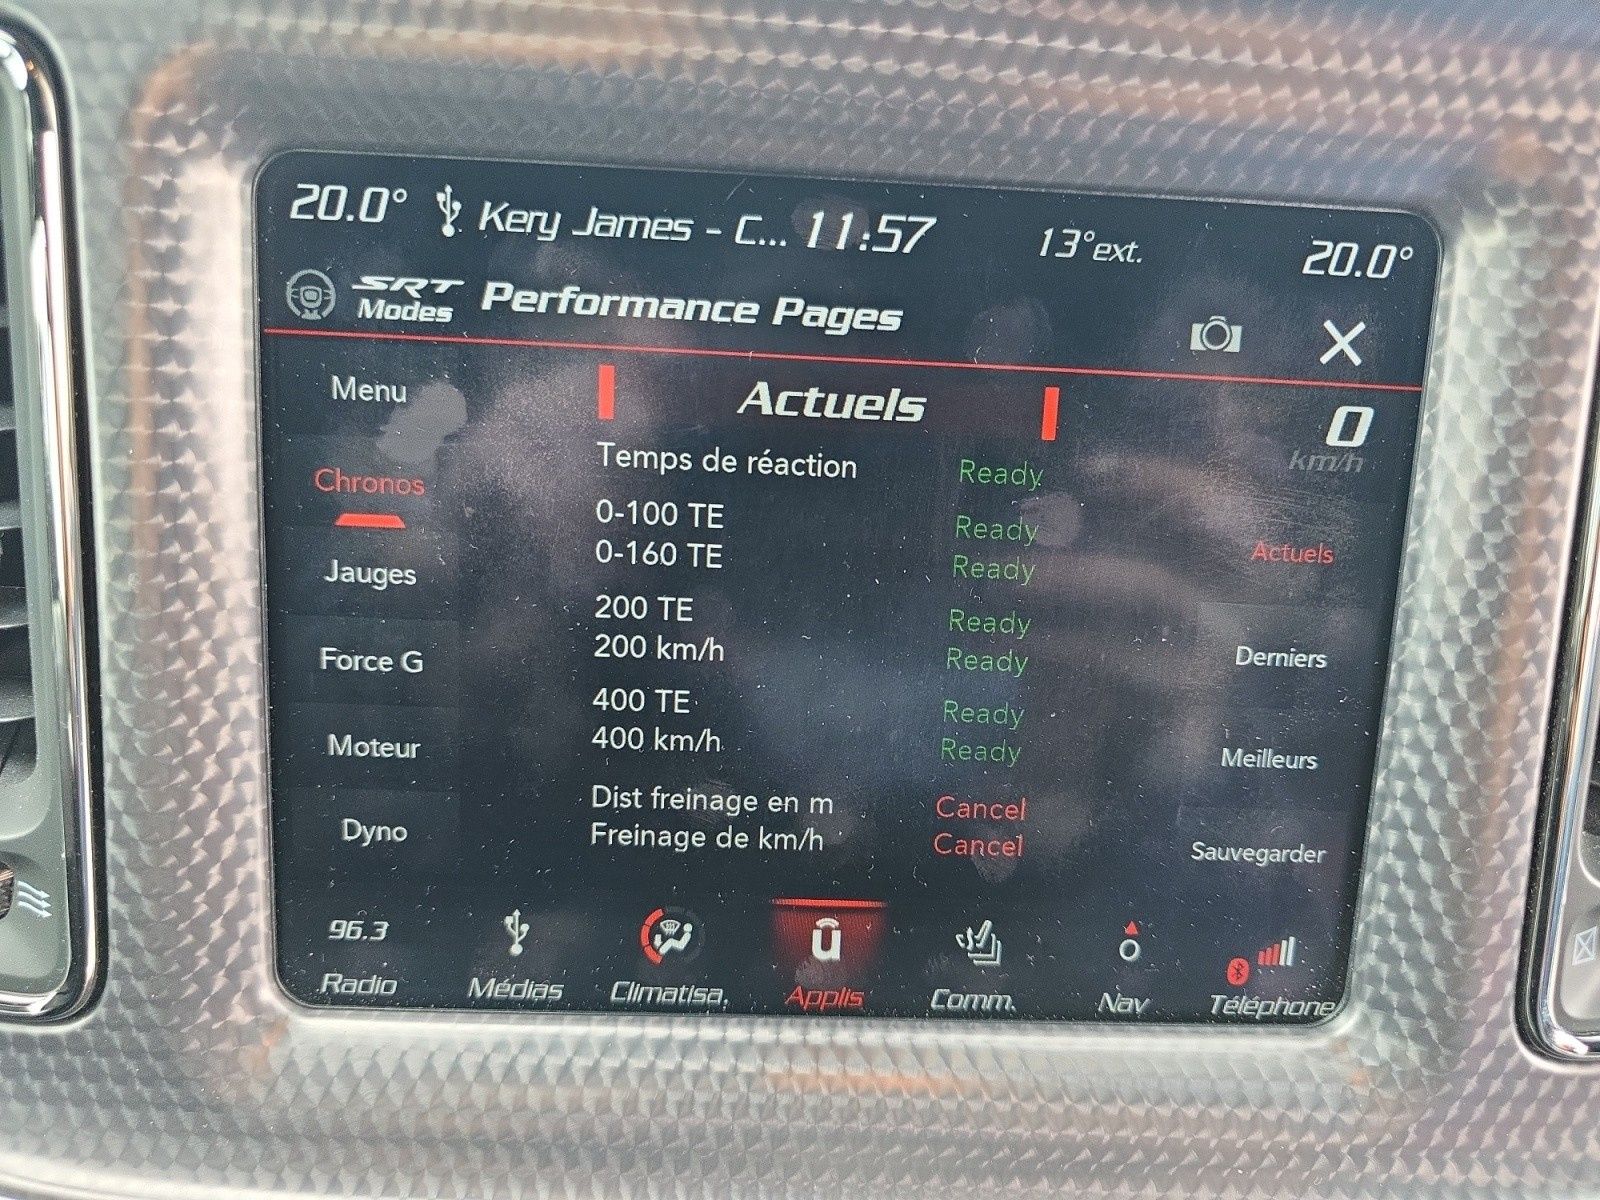 20.0° Kery James - C... 11:57 13°ext. 20.0°
SRT Modes Performance Pages
Menu
Chronos
Jauges
Force G
Moteur
Dyno
Actuels
Temps de réaction Ready
0-100 TE Ready
0-160 TE Ready
200 TE Ready
200 km/h Ready
400 TE Ready
400 km/h Ready
Dist freinage en m Cancel
Freinage de km/h Cancel
0
km/h
Actuels
Derniers
Meilleurs
Sauvegarder
96.3
Radio Médias Climatisa. Applis Comm. Nav Téléphone